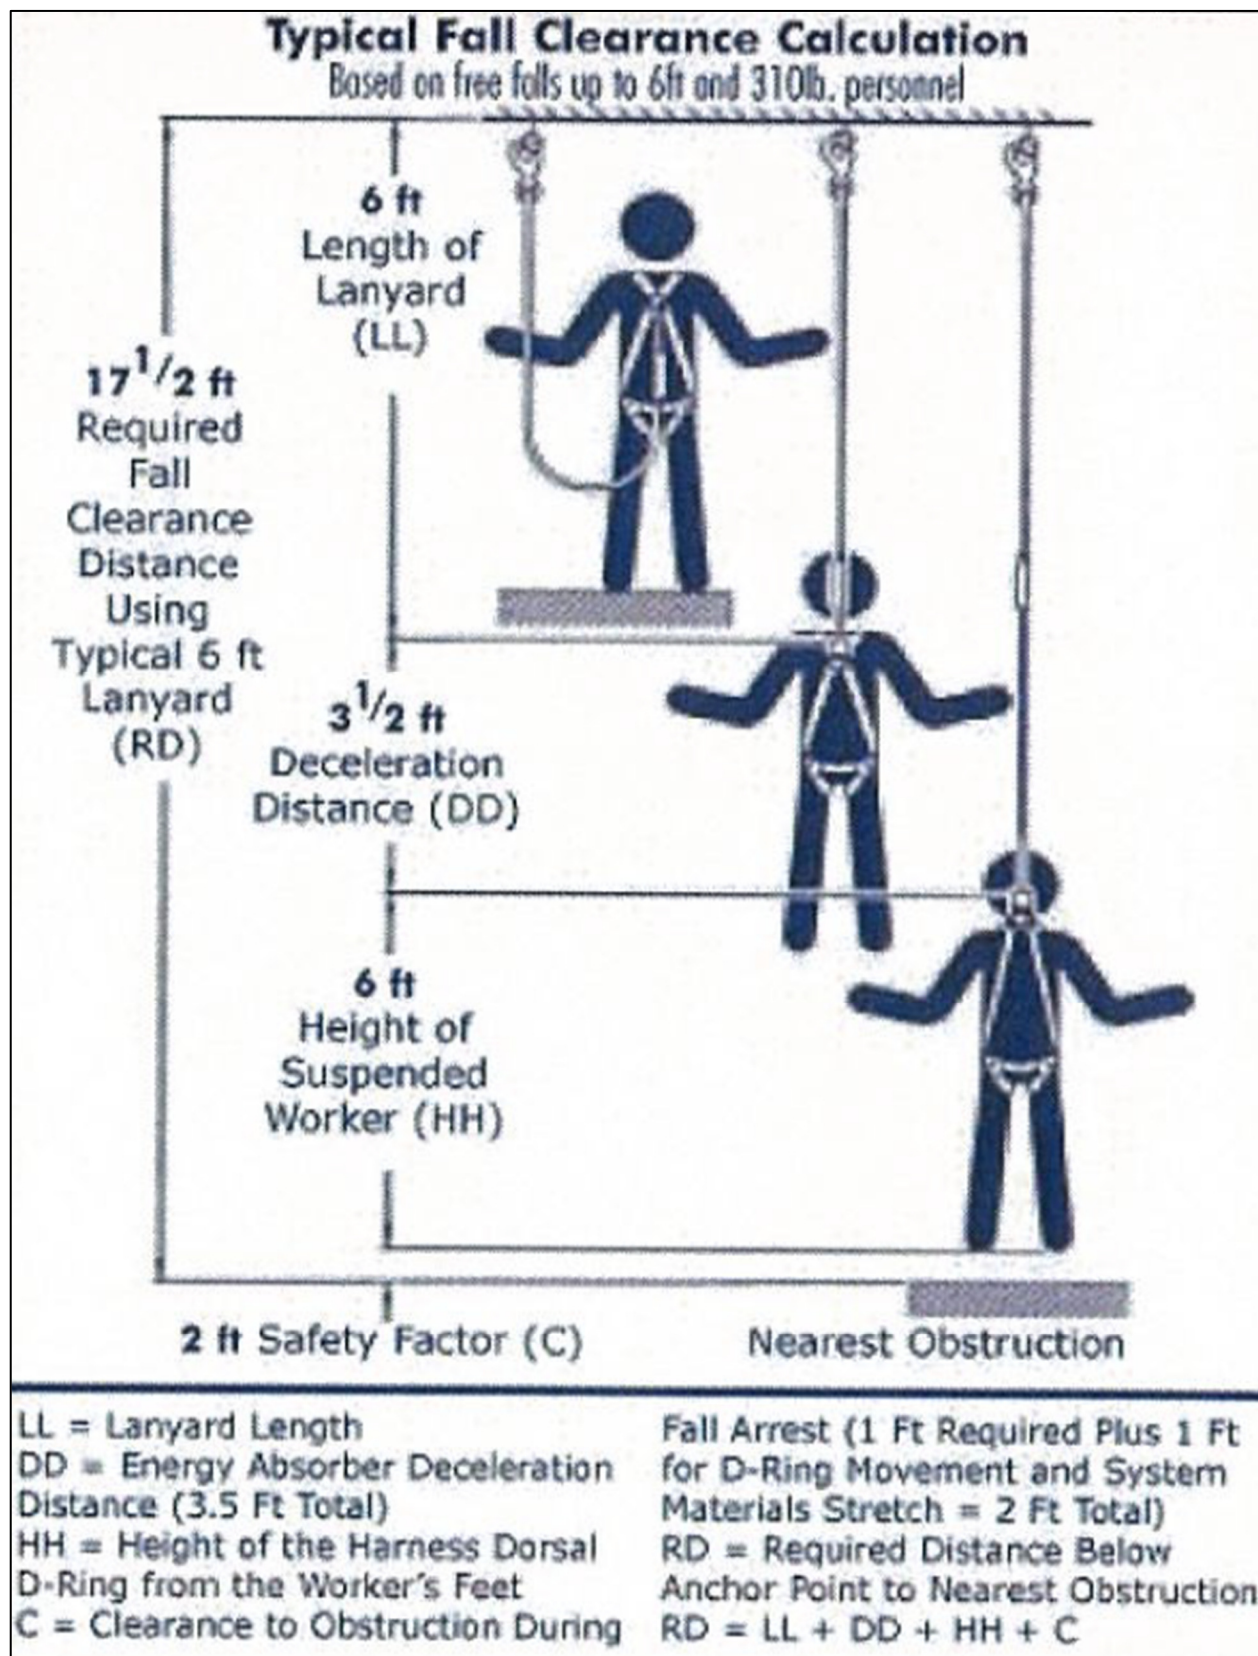 Typical Fall Clearance Calculation
Based on free falls up to 6ft and 310lb. personnel
6 ft
Length of
Lanyard
(LL)
17 1/2 ft
Required
Fall
Clearance
Distance
Using
Typical 6 ft
Lanyard
(RD)
3 1/2 ft
Deceleration
Distance (DD)
6 ft
Height of
Suspended
Worker (HH)
2 ft Safety Factor (C)
Nearest Obstruction
LL = Lanyard Length
DD = Energy Absorber Deceleration
Distance (3.5 Ft Total)
HH = Height of the Harness Dorsal
D-Ring from the Worker's Feet
C = Clearance to Obstruction During
Fall Arrest (1 Ft Required Plus 1 Ft
for D-Ring Movement and System
Materials Stretch = 2 Ft Total)
RD = Required Distance Below
Anchor Point to Nearest Obstruction
RD = LL + DD + HH + C